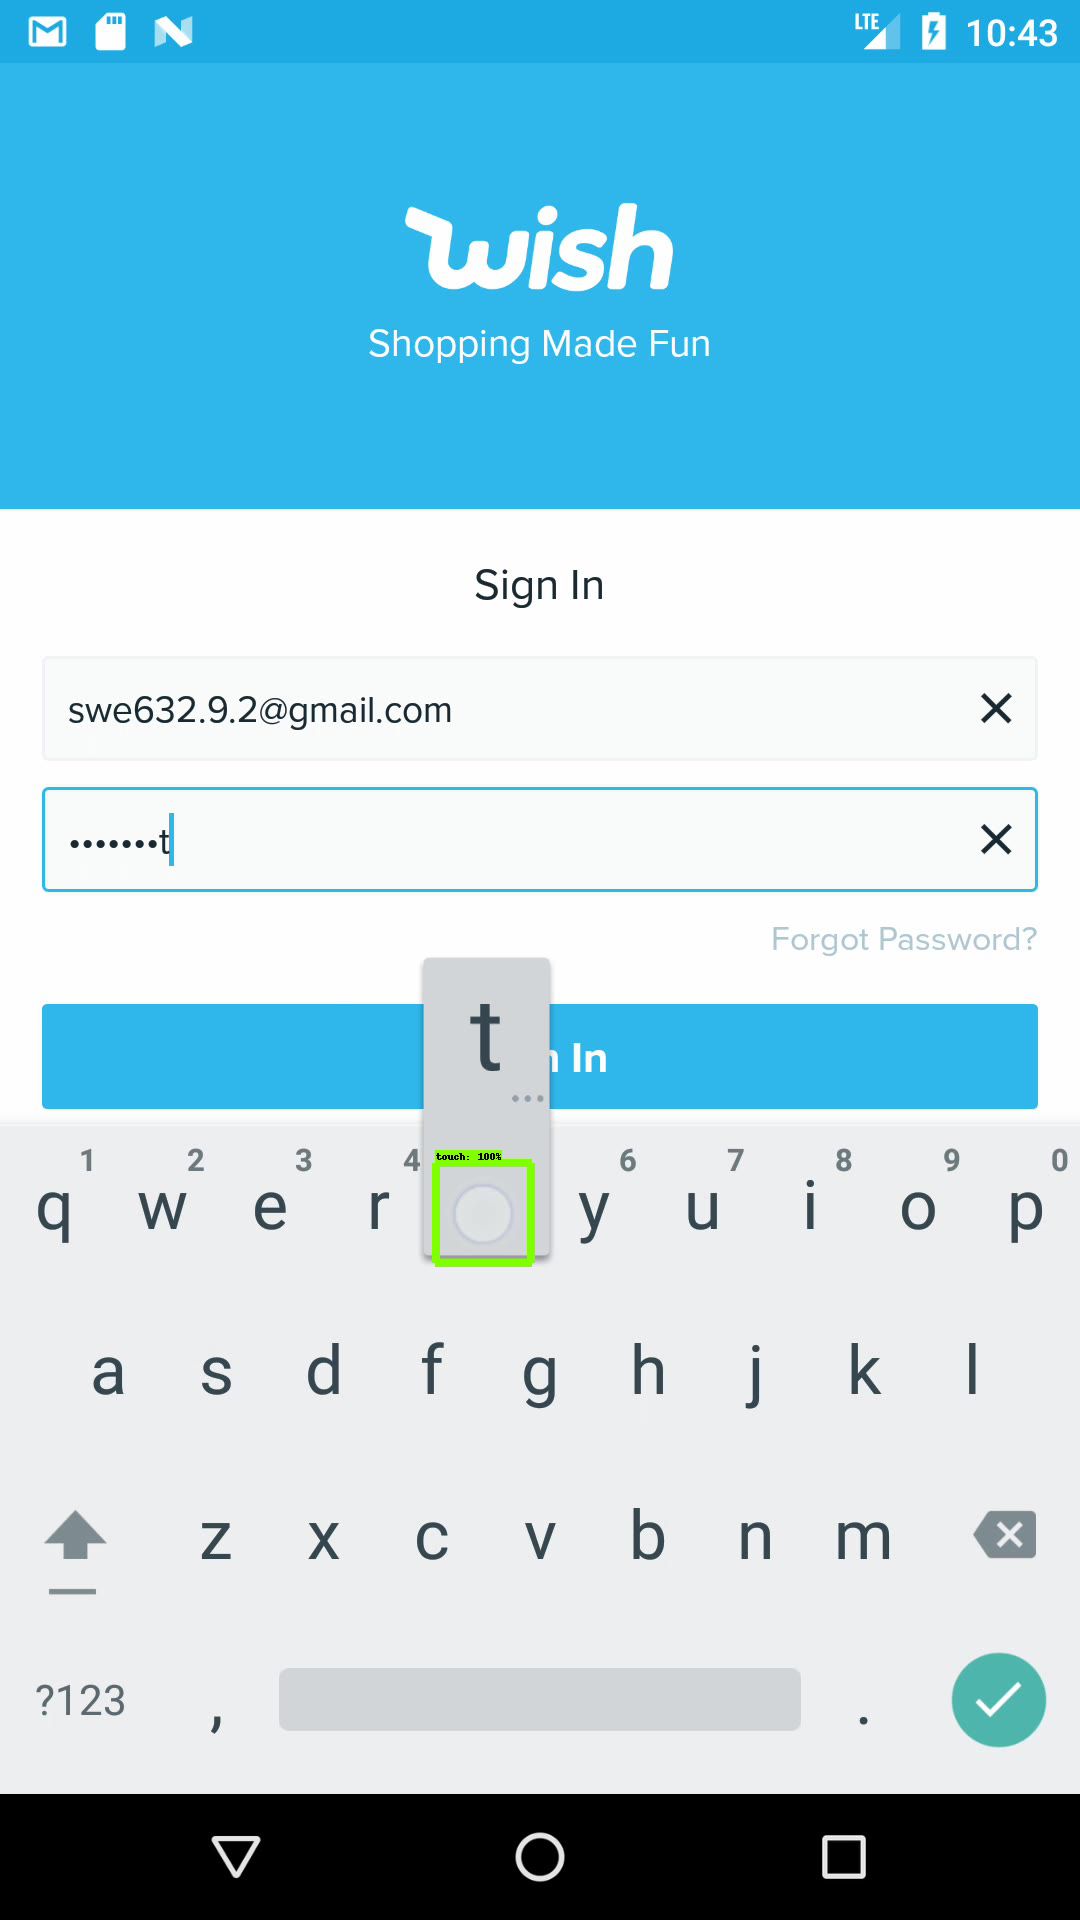 LTE 10:43
wish
Shopping Made Fun
Sign In
swe632.9.2@gmail.com
•••••••t
Forgot Password?
t
n In
...
touch: 100%
1 2 3 4 6 7 8 9 0
q w e r y u i o p
a s d f g h j k l
z x c v b n m
?123 , .